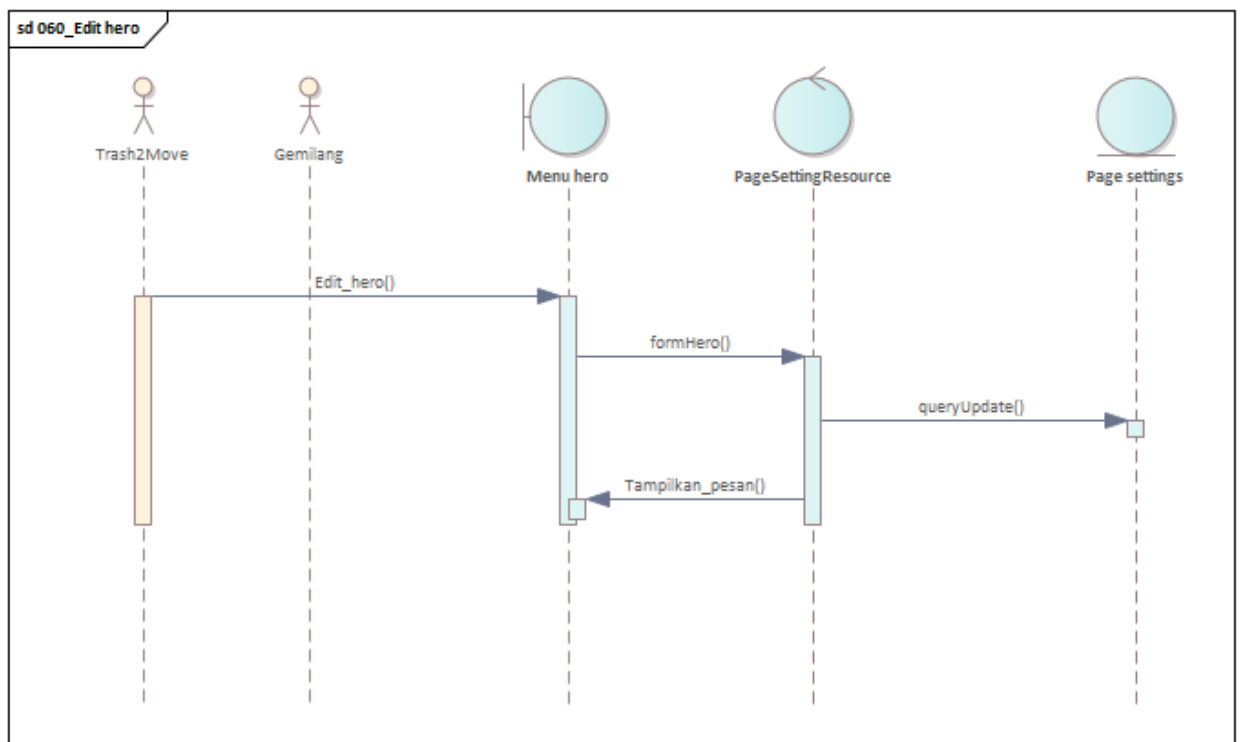 sd 060_Edit hero
Trash2Move
Gemilang
Menu hero
PageSettingResource
Page settings
Edit_hero()
formHero()
queryUpdate()
Tampilkan_pesan()